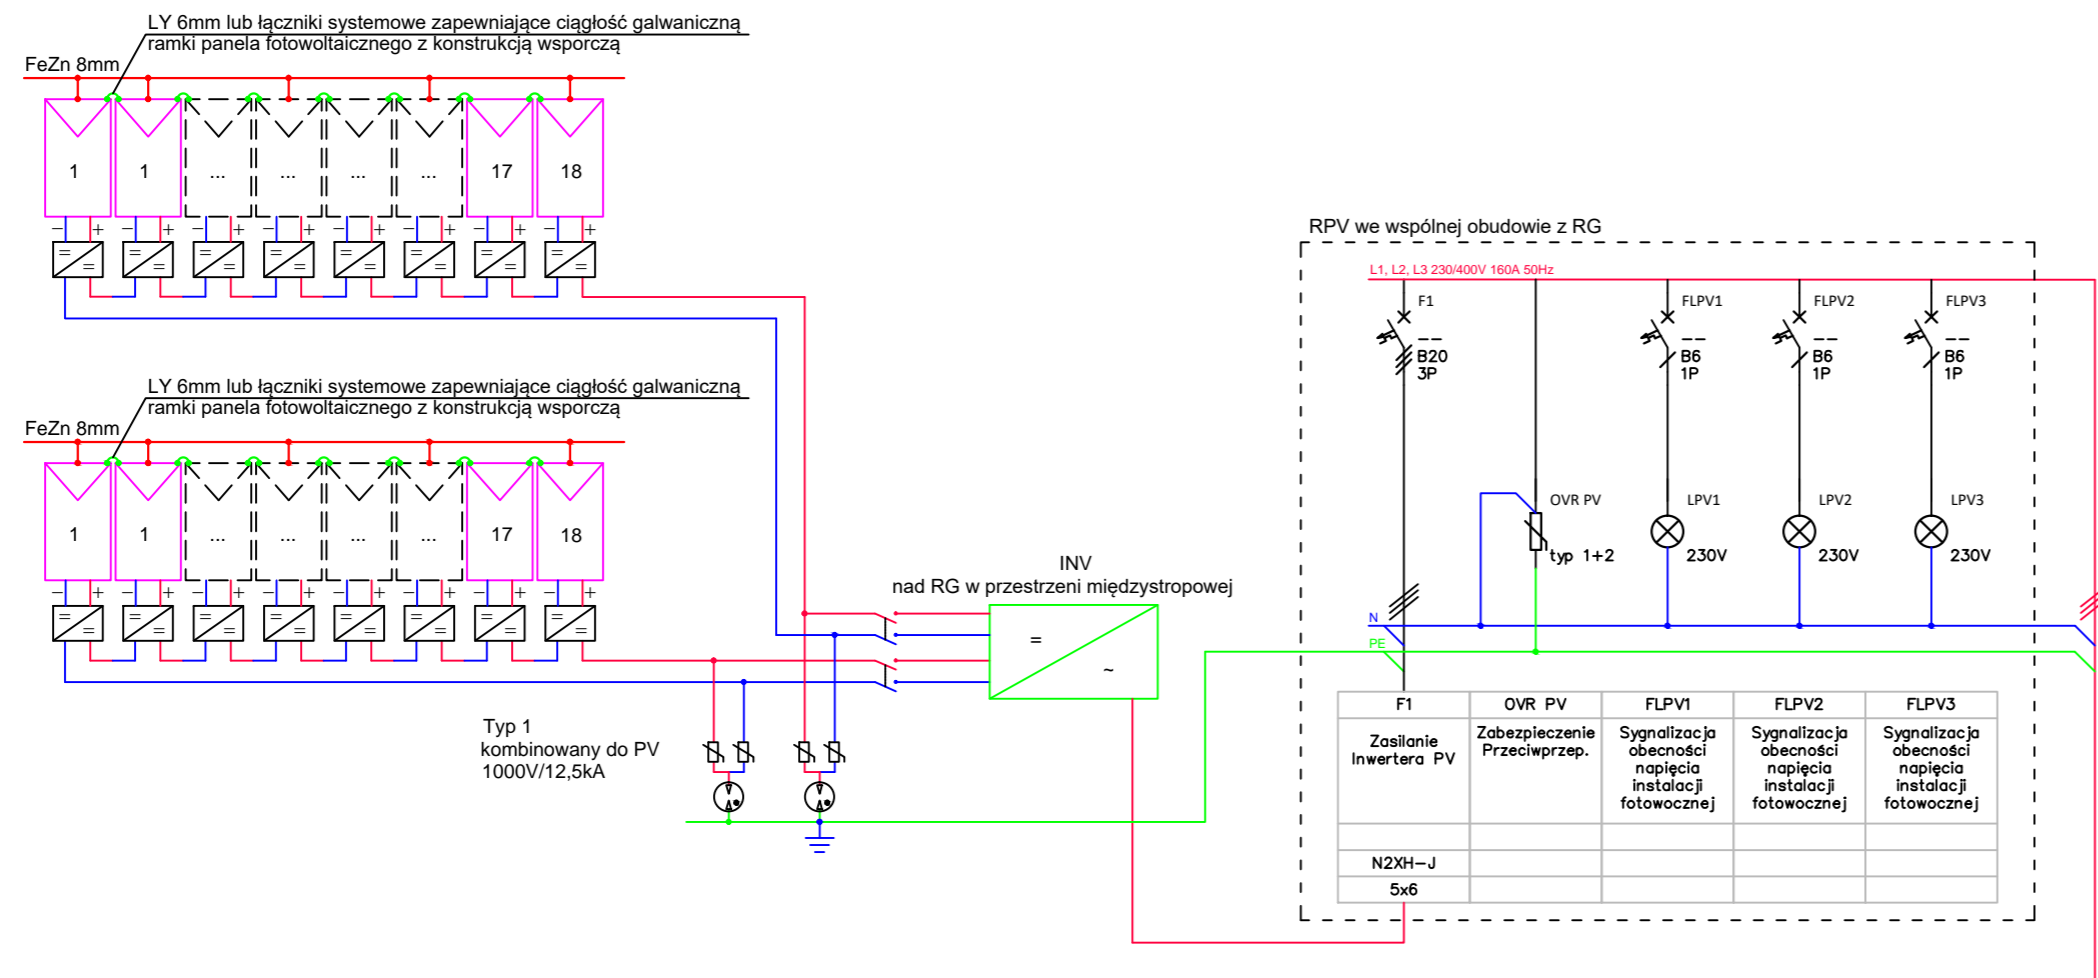 LY 6mm lub łączniki systemowe zapewniające ciągłość galwaniczną
ramki panela fotowoltaicznego z konstrukcją wsporczą
FeZn 8mm
1 1 ... ... ... ... 17 18
− + − + − + − + − + − + − + − +
= = = = = = = = = = = = = = = =
LY 6mm lub łączniki systemowe zapewniające ciągłość galwaniczną
ramki panela fotowoltaicznego z konstrukcją wsporczą
FeZn 8mm
1 1 ... ... ... ... 17 18
− + − + − + − + − + − + − + − +
= = = = = = = = = = = = = = = =
Typ 1
kombinowany do PV
1000V/12,5kA
INV
nad RG w przestrzeni międzystropowej
=
~
RPV we wspólnej obudowie z RG
L1, L2, L3 230/400V 160A 50Hz
F1
--
B20
3P
FLPV1
--
B6
1P
FLPV2
--
B6
1P
FLPV3
--
B6
1P
OVR PV
typ 1+2
LPV1
230V
LPV2
230V
LPV3
230V
N
PE
F1 OVR PV FLPV1 FLPV2 FLPV3
Zasilanie
Inwertera PV
Zabezpieczenie
Przeciwprzep.
Sygnalizacja
obecności
napięcia
instalacji
fotowocznej
Sygnalizacja
obecności
napięcia
instalacji
fotowocznej
Sygnalizacja
obecności
napięcia
instalacji
fotowocznej
N2XH-J
5x6